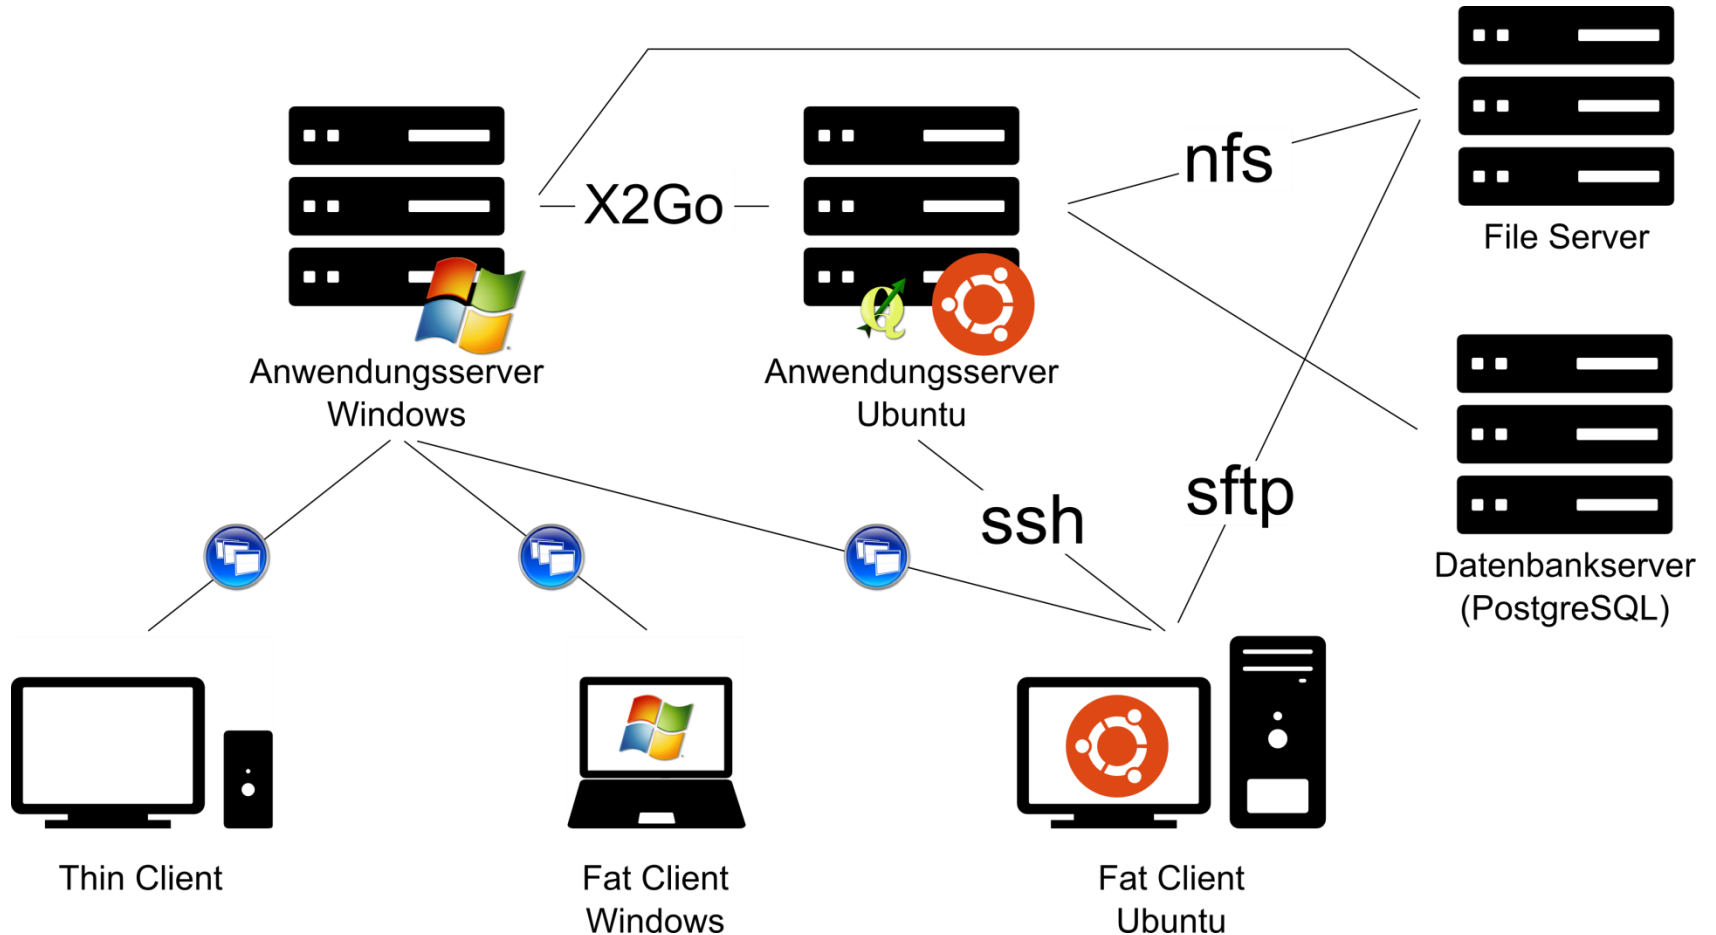 nfs
X2Go
File Server
Anwendungsserver
Windows
Anwendungsserver
Ubuntu
sftp
ssh
Datenbankserver
(PostgreSQL)
Thin Client
Fat Client
Windows
Fat Client
Ubuntu